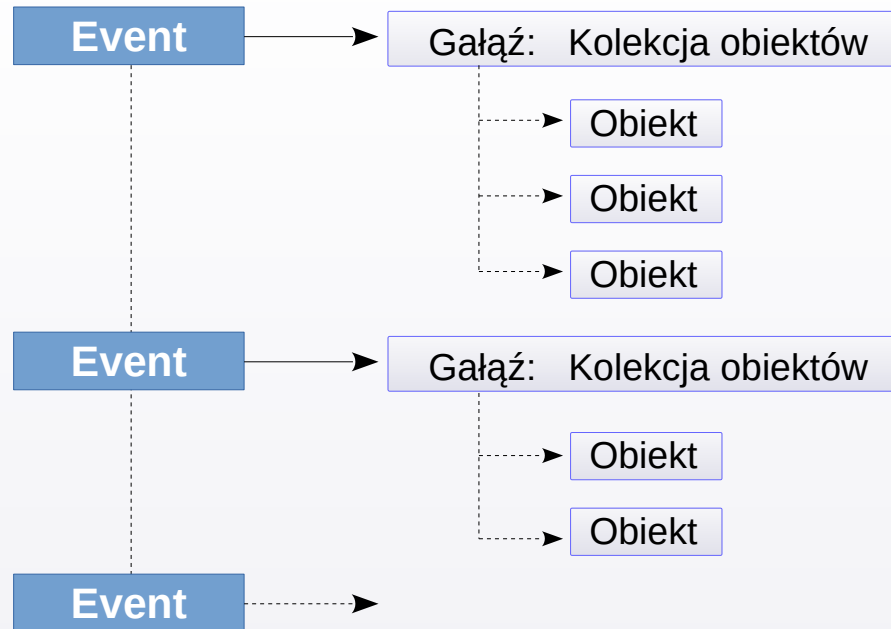 Event
Gałąź: Kolekcja obiektów
Obiekt
Obiekt
Obiekt
Event
Gałąź: Kolekcja obiektów
Obiekt
Obiekt
Event